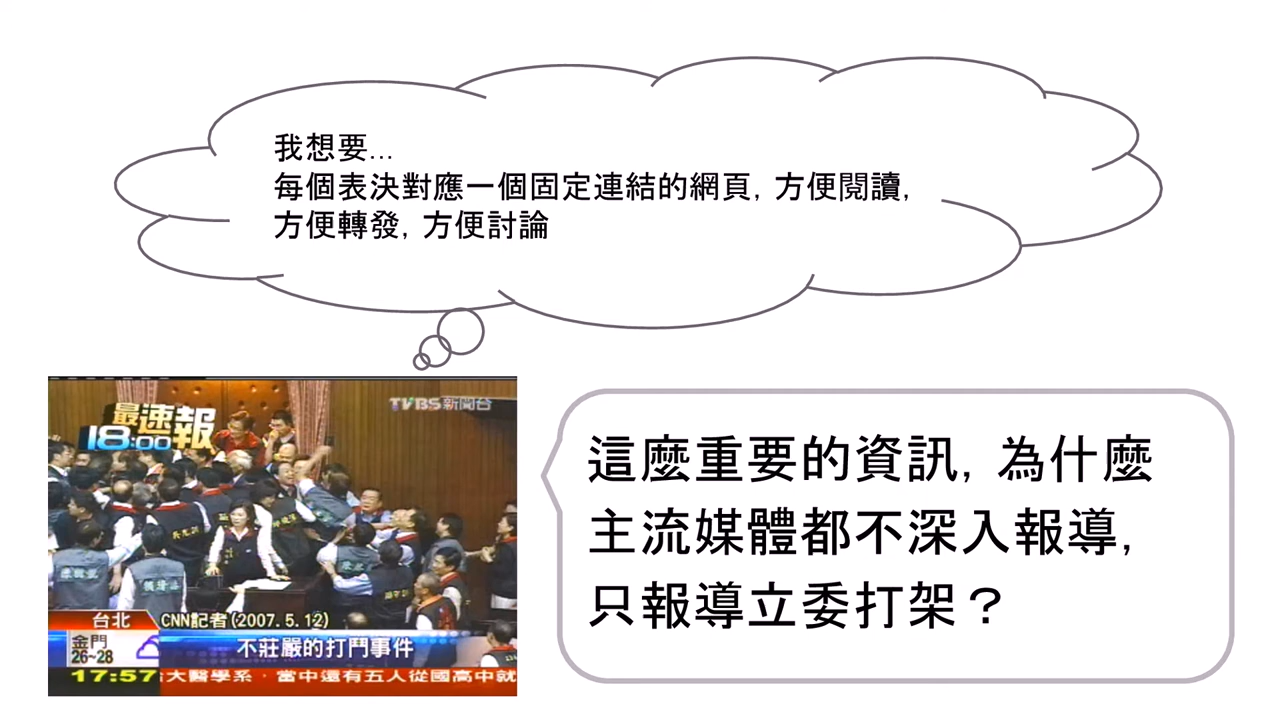 我想要...
每個表決對應一個固定連結的網頁, 方便閱讀,
方便轉發, 方便討論
最速報
18:00
TVBS新聞台
台北
CNN記者(2007.5.12)
金門
26~28
不莊嚴的打鬥事件
17:57
大醫學系,當中還有五人從國高中就
這麼重要的資訊, 為什麼
主流媒體都不深入報導,
只報導立委打架?